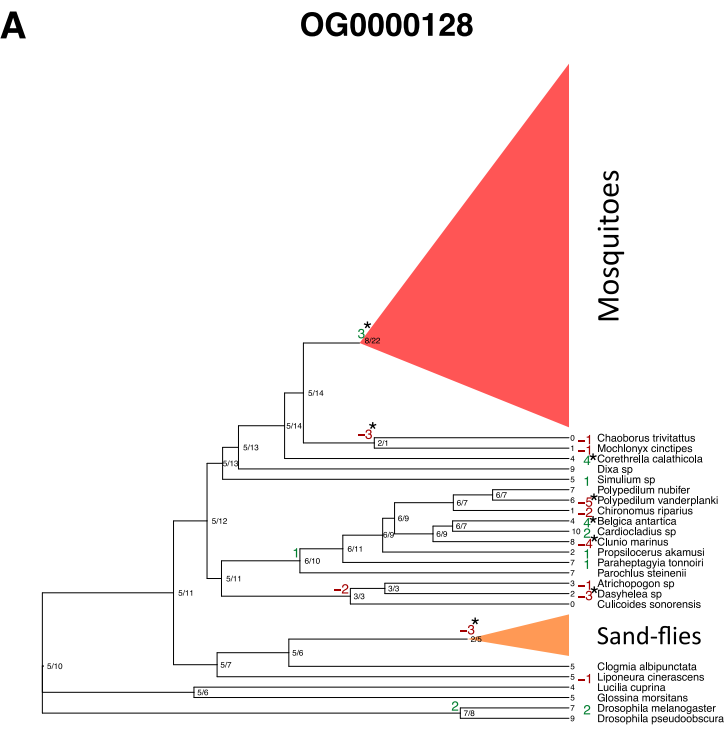 A
OG0000128
Mosquitoes
3
*
8/22
5/14
*
–3
2/1
5/14
0 –1 Chaoborus trivitattus
1 –1 Mochlonyx cinctipes
4 4* Corethrella calathicola
5/13
9 Dixa sp
5/13
5 1 Simulium sp
7 Polypedilum nubifer
6/7
6 –5* Polypedilum vanderplanki
6/7
1 –2 Chironomus riparius
6/9
4 4* Belgica antartica
6/7
5/12
10 2 Cardiocladius sp
6/9
6/9
8 –4* Clunio marinus
6/11
2 1 Propsilocerus akamusi
1
6/10
7 1 Paraheptagyia tonnoiri
7 Parochlus steinenii
5/11
3 –1 Atrichopogon sp
–2
3/3
2 –3* Dasyhelea sp
3/3
0 Culicoides sonorensis
5/11
*
–3
2/5
Sand-flies
5/6
5/7
5 Clogmia albipunctata
5/10
5 –1 Liponeura cinerascens
4 Lucilia cuprina
5/6
5 Glossina morsitans
2
7 2 Drosophila melanogaster
7/8
9 Drosophila pseudoobscura